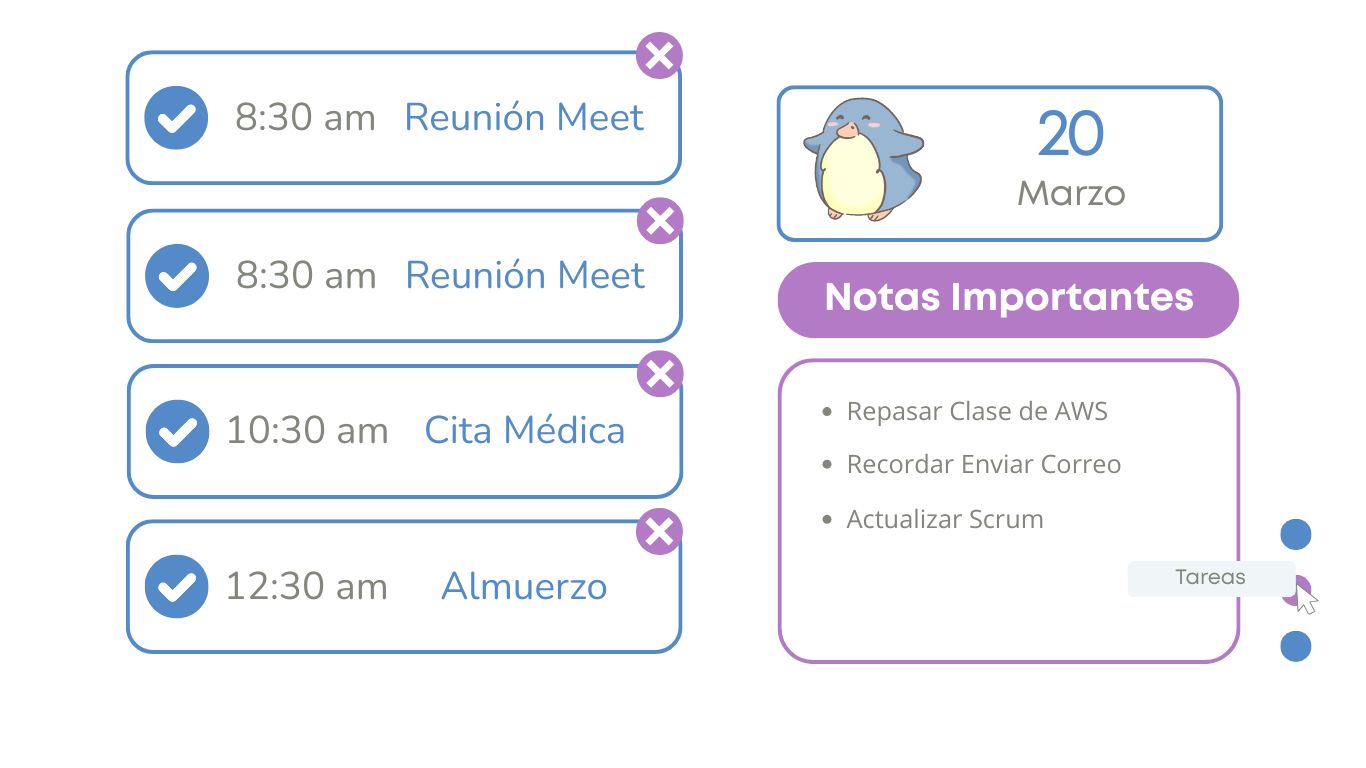 8:30 am Reunión Meet
8:30 am Reunión Meet
10:30 am Cita Médica
12:30 am Almuerzo
20
Marzo
Notas Importantes
Repasar Clase de AWS
Recordar Enviar Correo
Actualizar Scrum
Tareas